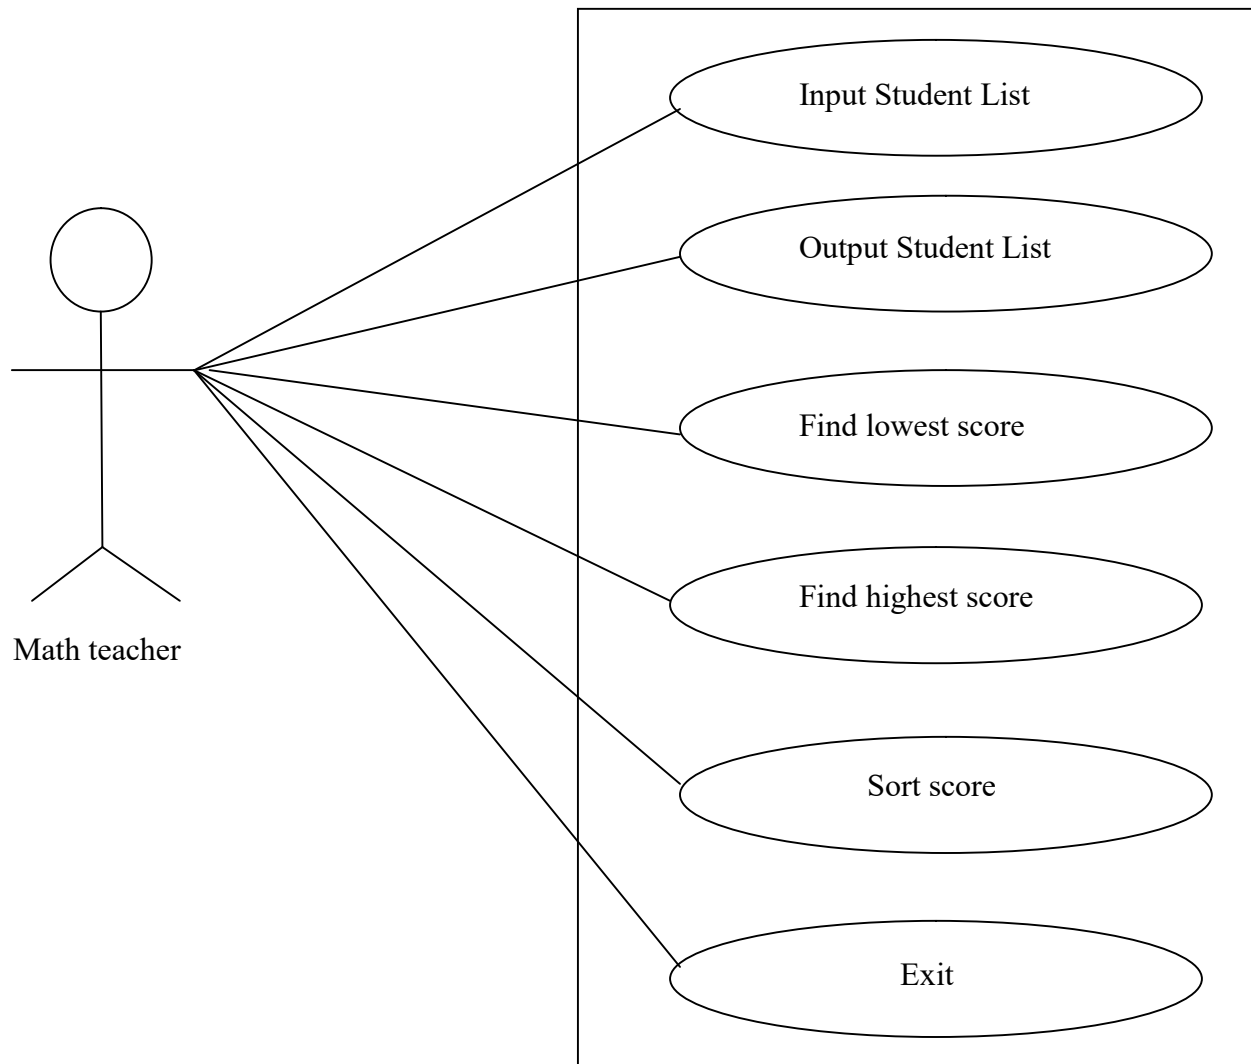 Input Student List
Output Student List
Find lowest score
Find highest score
Math teacher
Sort score
Exit